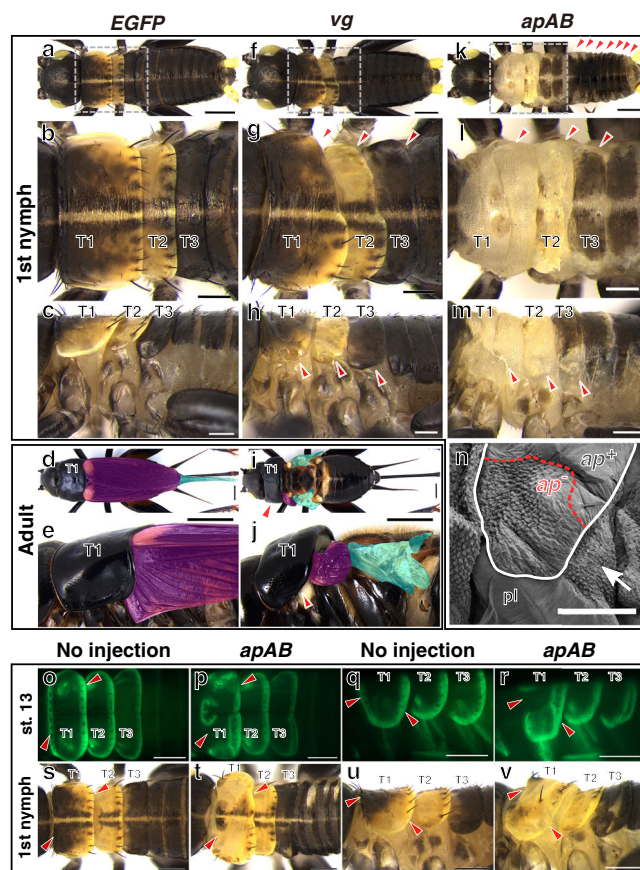 EGFP vg apAB
a f k
b g l
T1 T2 T3 T1 T2 T3 T1 T2 T3
c T1 T2 T3 h T1 T2 T3 m T1 T2 T3
1st nymph
d T1 i T1 n ap+
ap-
e T1 j T1
pl
Adult
No injection apAB No injection apAB
o T1 T2 T3 p T1 T2 T3 q T1 T2 T3 r T1 T2 T3
st. 13
s T1 T2 T3 t T1 T2 T3 u T1 T2 T3 v T1 T2 T3
1st nymph